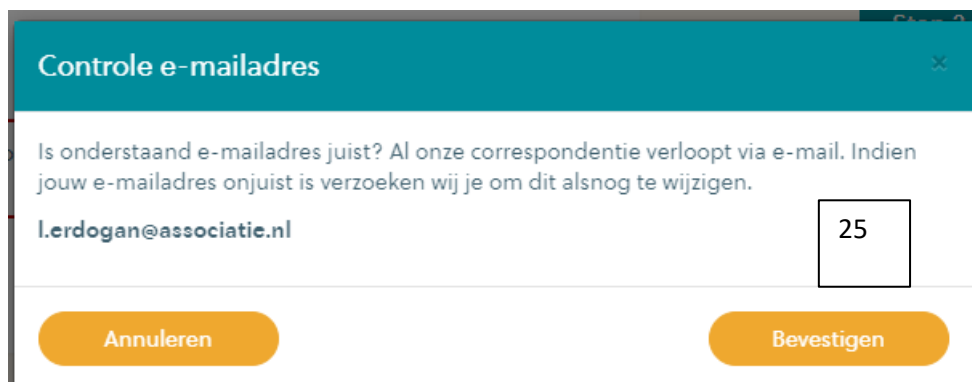 Controle e-mailadres
×
Is onderstaand e-mailadres juist? Al onze correspondentie verloopt via e-mail. Indien
jouw e-mailadres onjuist is verzoeken wij je om dit alsnog te wijzigen.
l.erdogan@associatie.nl
25
Annuleren
Bevestigen